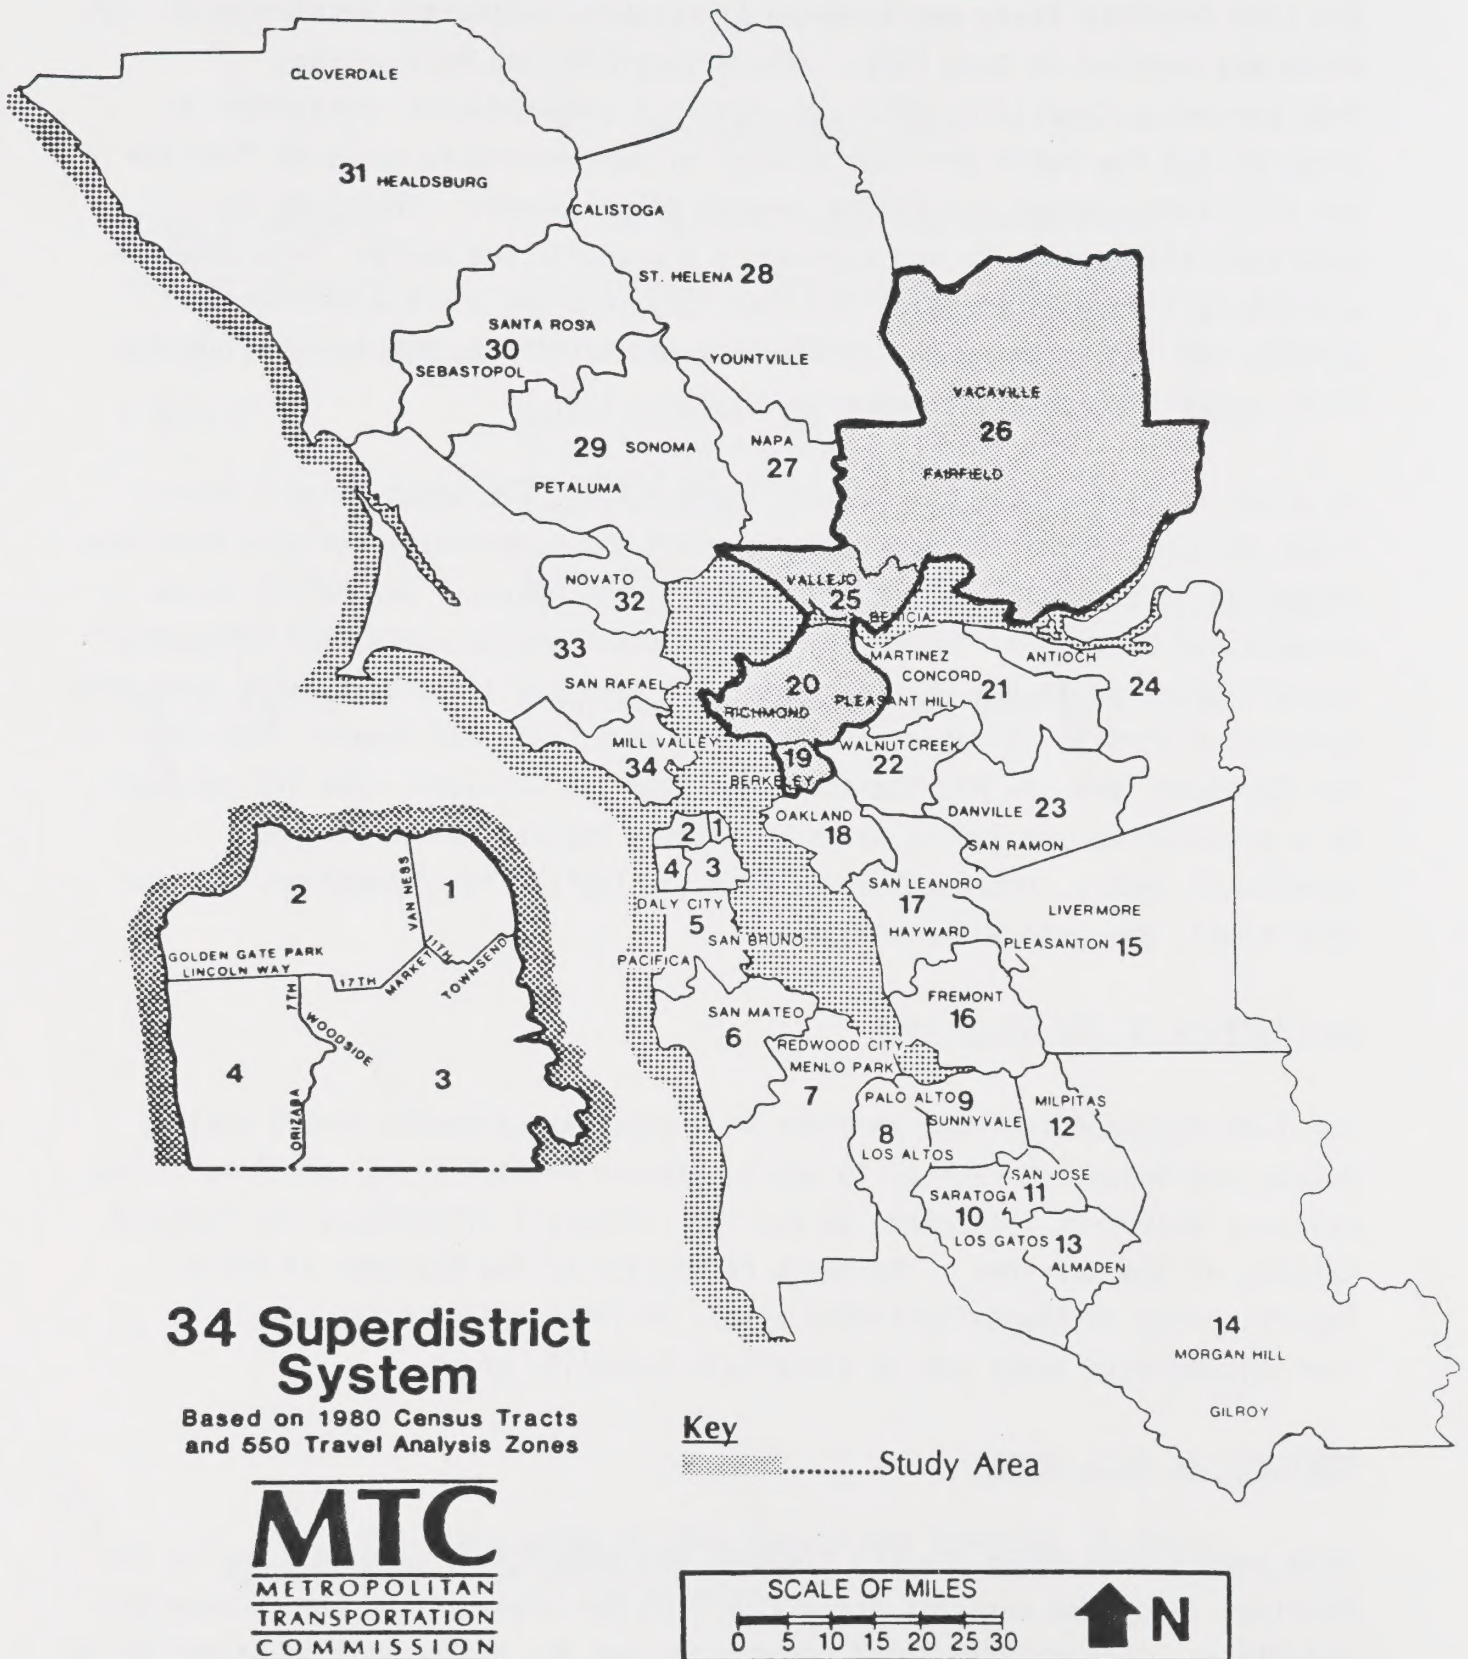 CLOVERDALE
31 HEALDSBURG
CALISTOGA
ST. HELENA 28
SANTA ROSA
30
SEBASTOPOL
YOUNTVILLE
VACAVILLE
26
FAIRFIELD
29 SONOMA
PETALUMA
NAPA
27
NOVATO
32
VALLEJO
25
BENICIA
33
SAN RAFAEL
MARTINEZ
CONCORD
21
ANTIOCH
24
20
RICHMOND
PLEASANT HILL
MILL VALLEY
34
19
BERKELEY
WALNUT CREEK
22
DANVILLE 23
SAN RAMON
OAKLAND
18
2
1
4
3
DALY CITY
5
SAN BRUNO
PACIFICA
SAN LEANDRO
17
HAYWARD
LIVERMORE
PLEASANTON 15
FREMONT
16
SAN MATEO
6
REDWOOD CITY
MENLO PARK
7
PALO ALTO 9
SUNNYVALE
8
LOS ALTOS
MILPITAS
12
SAN JOSE
11
SARATOGA
10
LOS GATOS 13
ALMADEN
14
MORGAN HILL
GILROY
2
VAN NESS
1
GOLDEN GATE PARK
LINCOLN WAY
17TH
MARKET
11TH
TOWNSEND
7TH
WOODSIDE
4
3
ORIZABA
34 Superdistrict
System
Based on 1980 Census Tracts
and 550 Travel Analysis Zones
MTC
METROPOLITAN
TRANSPORTATION
COMMISSION
Key
............Study Area
SCALE OF MILES
0 5 10 15 20 25 30
N